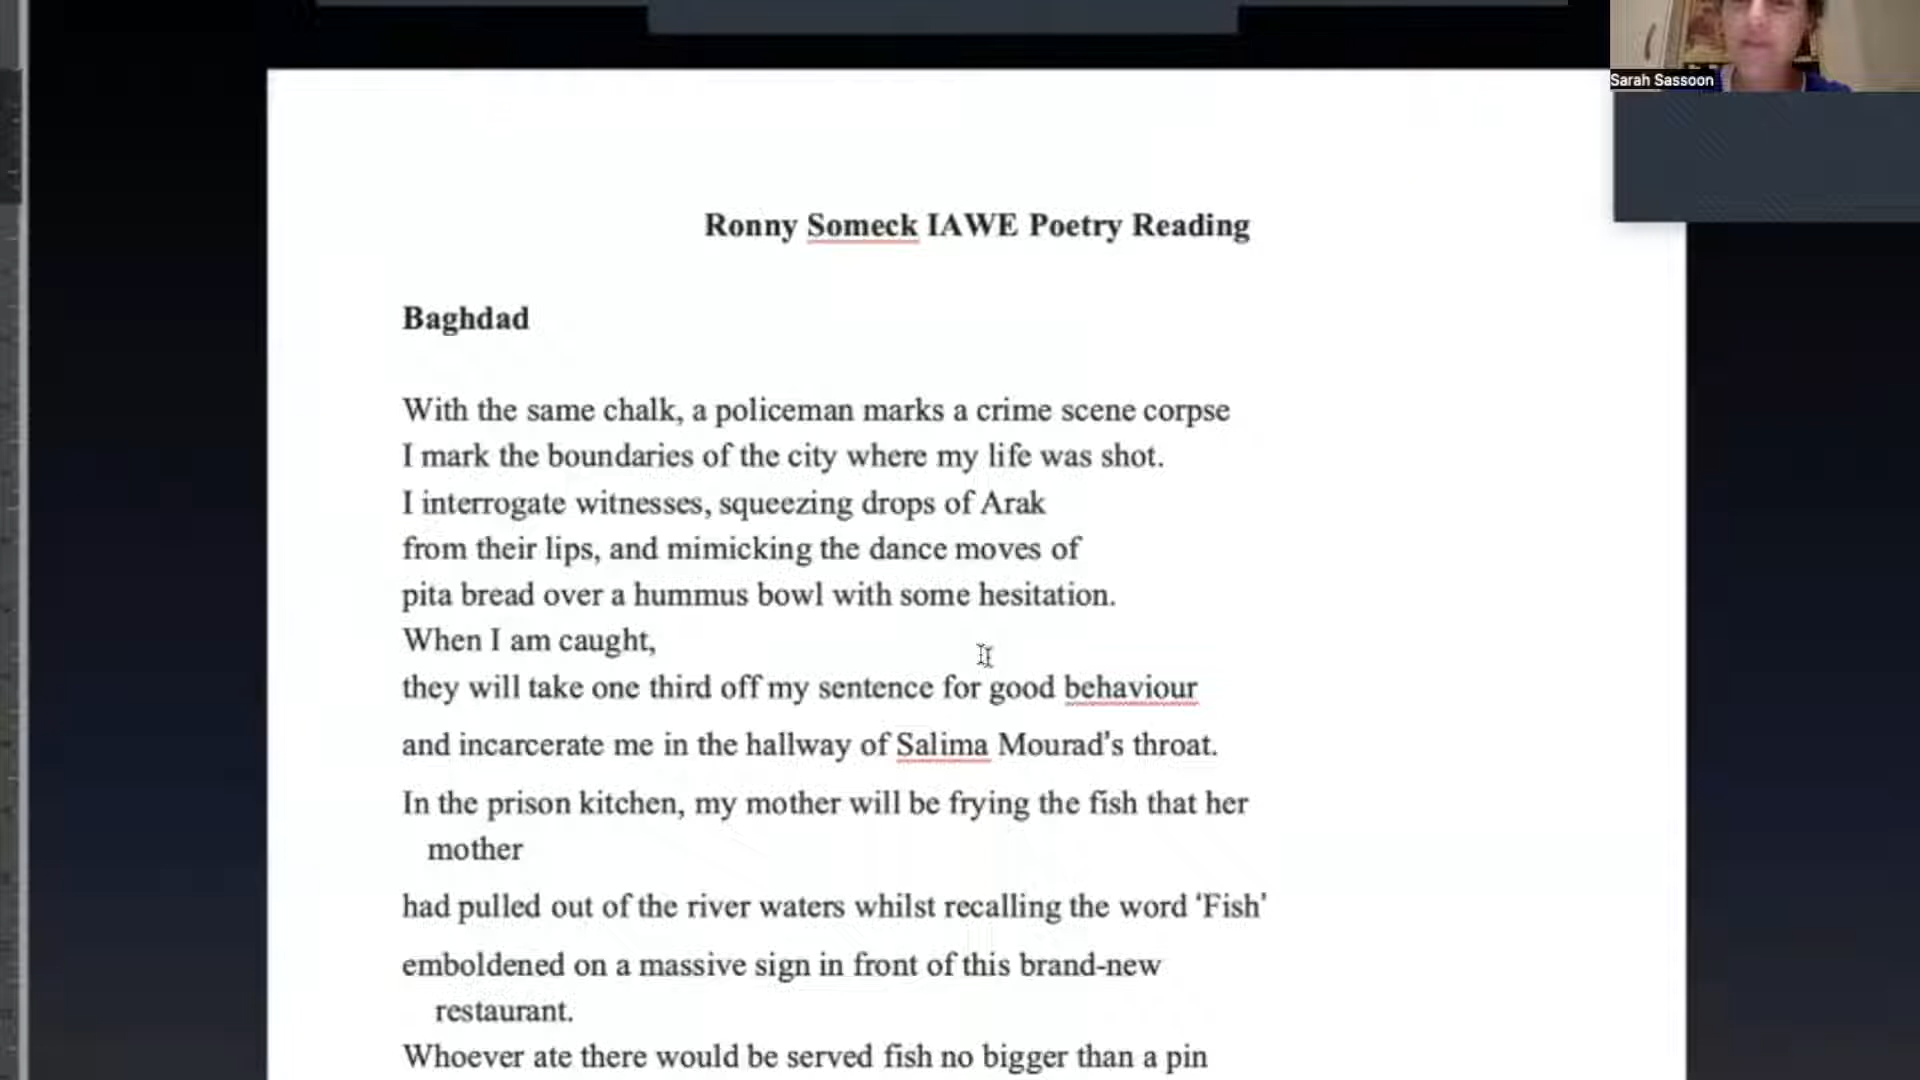 Sarah Sassoon
Ronny Someck IAWE Poetry Reading
Baghdad
With the same chalk, a policeman marks a crime scene corpse
I mark the boundaries of the city where my life was shot.
I interrogate witnesses, squeezing drops of Arak
from their lips, and mimicking the dance moves of
pita bread over a hummus bowl with some hesitation.
When I am caught,
they will take one third off my sentence for good behaviour
and incarcerate me in the hallway of Salima Mourad's throat.
In the prison kitchen, my mother will be frying the fish that her
mother
had pulled out of the river waters whilst recalling the word ‘Fish’
emboldened on a massive sign in front of this brand-new
restaurant.
Whoever ate there would be served fish no bigger than a pin